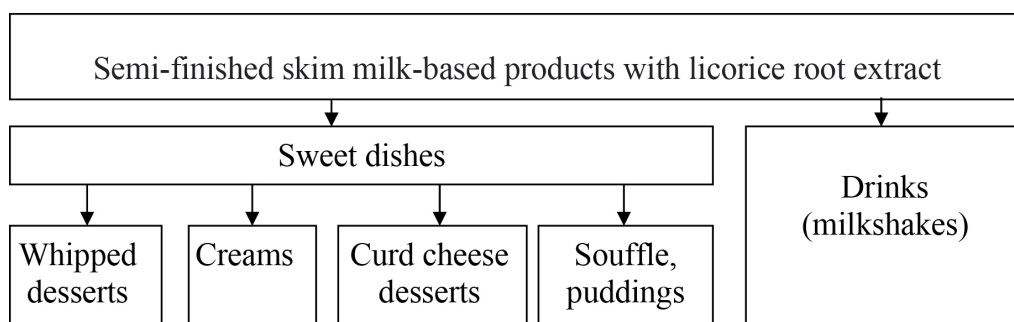 Semi-finished skim milk-based products with licorice root extract
Sweet dishes
Drinks
(milkshakes)
Whipped
desserts
Creams
Curd cheese
desserts
Souffle,
puddings